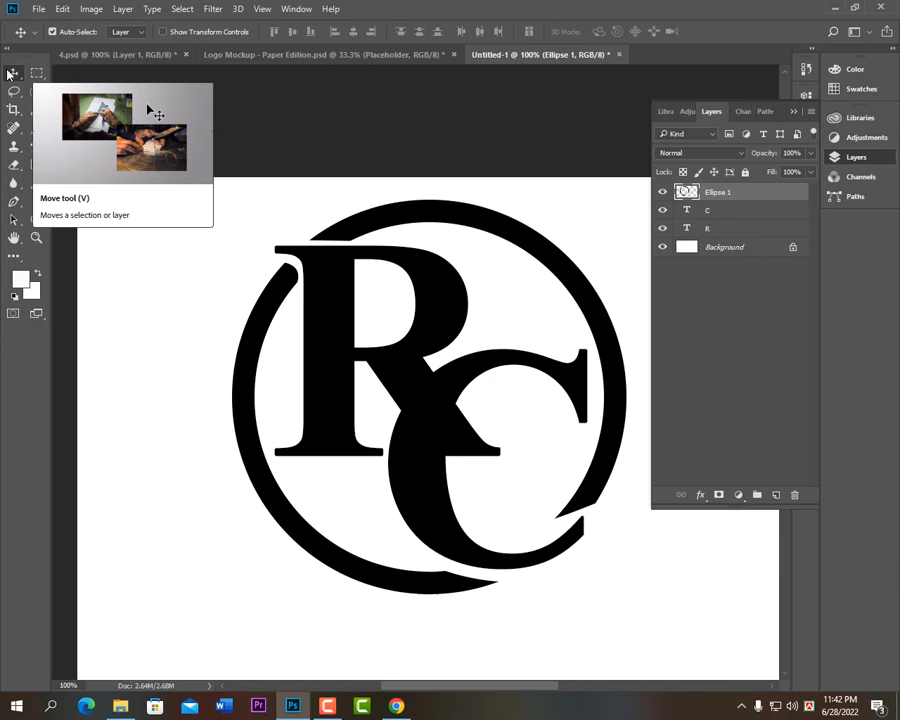 Ps File Edit Image Layer Type Select Filter 3D View Window Help
Auto-Select: Layer Show Transform Controls 3D Mode:
4.psd @ 100% (Layer 1, RGB/8) * × Logo Mockup - Paper Edition.psd @ 33.3% (Placeholder, RGB/8) * × Untitled-1 @ 100% (Ellipse 1, RGB/8) * ×
Move tool (V)
Moves a selection or layer
RC
Libra Adju Layers Chan Paths
Kind
Normal Opacity: 100%
Lock: Fill: 100%
Ellipse 1
T C
T R
Background
Color
Swatches
Libraries
Adjustments
Layers
Channels
Paths
100% Doc: 2.64M/2.68M
11:42 PM
6/28/2022
3